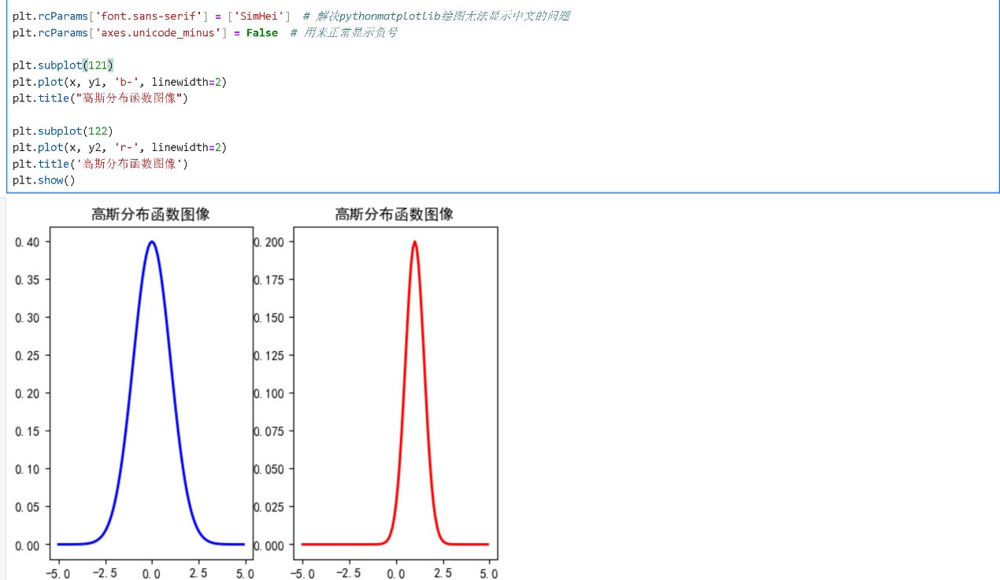 plt.rcParams['font.sans-serif'] = ['SimHei']  # 解决pythonmatplotlib绘图无法显示中文的问题
plt.rcParams['axes.unicode_minus'] = False  # 用来正常显示负号
plt.subplot(121)
plt.plot(x, y1, 'b-', linewidth=2)
plt.title("高斯分布函数图像")
plt.subplot(122)
plt.plot(x, y2, 'r-', linewidth=2)
plt.title('高斯分布函数图像')
plt.show()
高斯分布函数图像
0.40
0.35
0.30
0.25
0.20
0.15
0.10
0.05
0.00
-5.0 -2.5 0.0 2.5 5.0
高斯分布函数图像
0.200
0.175
0.150
0.125
0.100
0.075
0.050
0.025
0.000
-5.0 -2.5 0.0 2.5 5.0